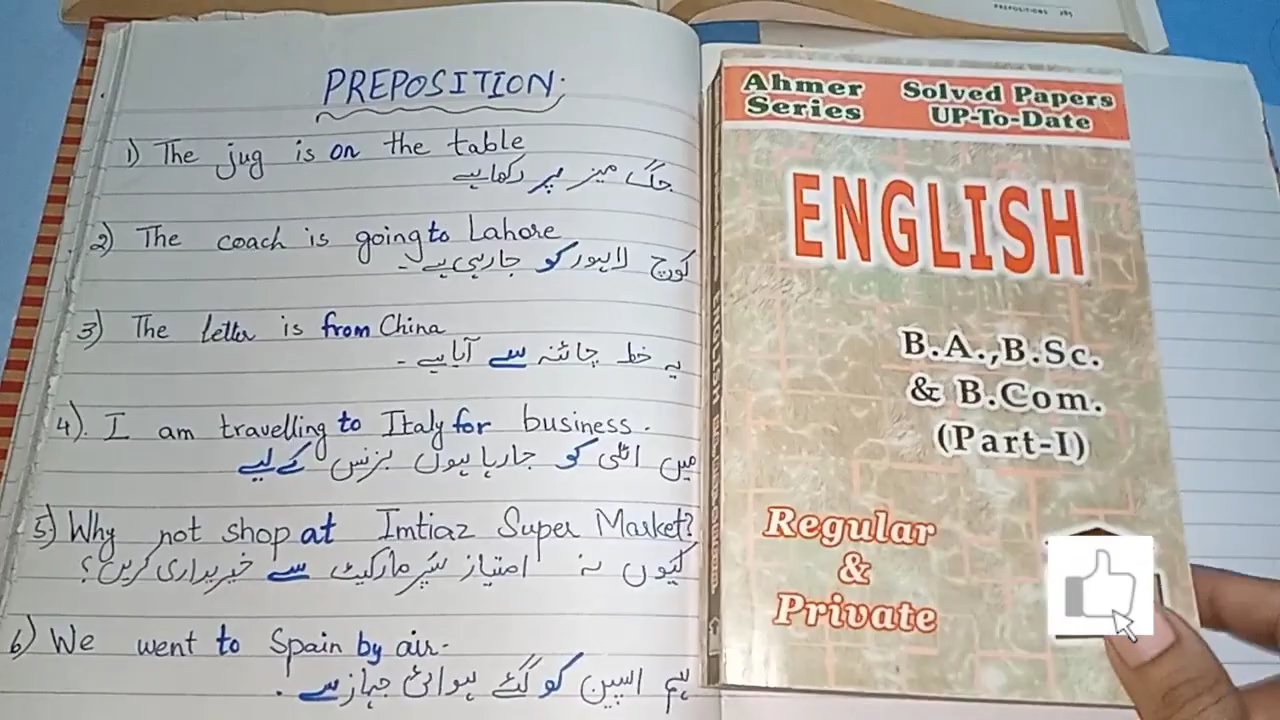 PREPOSITIONS
PREPOSITION.
1) The jug is on the table
جگ میز پر رکھا ہے
2) The coach is going to Lahore
کوچ لاہور کو جا رہی ہے -
3) The letter is from China
یہ خط چائنہ سے آیا ہے -
4). I am travelling to Italy for business.
میں اٹلی کو جا رہا ہوں بزنس کے لیے
5) Why not shop at Imtiaz Super Market?
کیوں نہ امتیاز سپر مارکیٹ سے خریداری کریں؟
6) We went to Spain by air.
ہم اسپین کو گئے ہوائی جہاز سے .
Ahmer Series
Solved Papers
UP-To-Date
ENGLISH
B.A., B.Sc.
& B.Com.
(Part-I)
Regular
&
Private